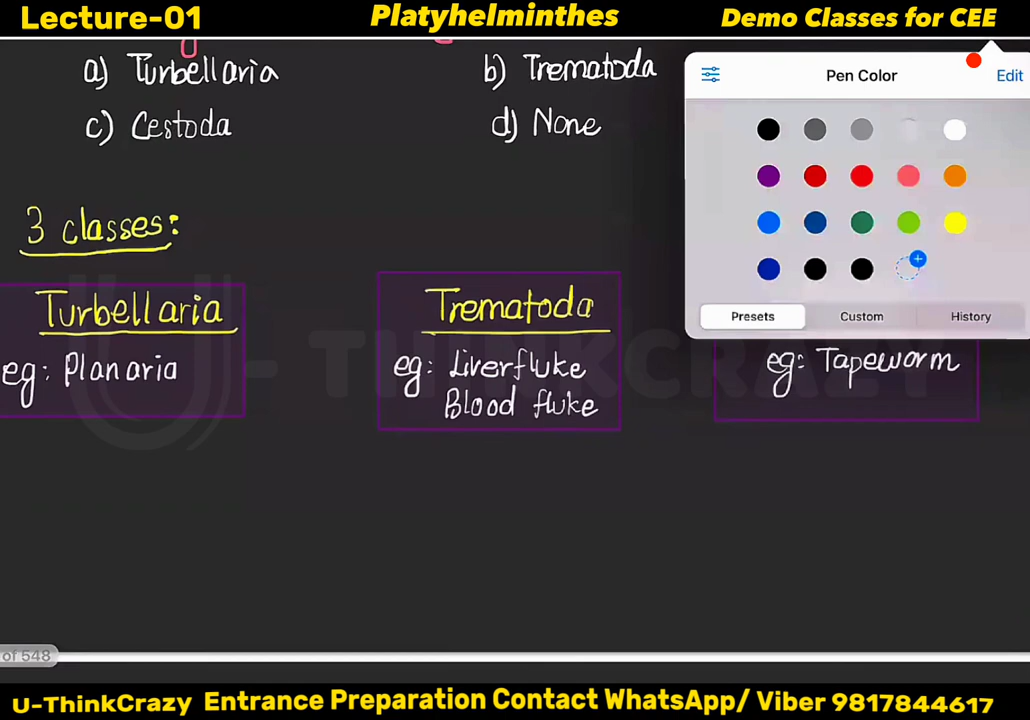 Lecture-01
Platyhelminthes
Demo Classes for CEE
a) Turbellaria
b) Trematoda
c) Cestoda
d) None
Pen Color
Edit
Presets
Custom
History
3 classes:
Turbellaria
eg: Planaria
Trematoda
eg: Liverfluke
Blood fluke
eg: Tapeworm
U - THINKCRAZY
of 548
U-ThinkCrazy Entrance Preparation Contact WhatsApp/ Viber 9817844617